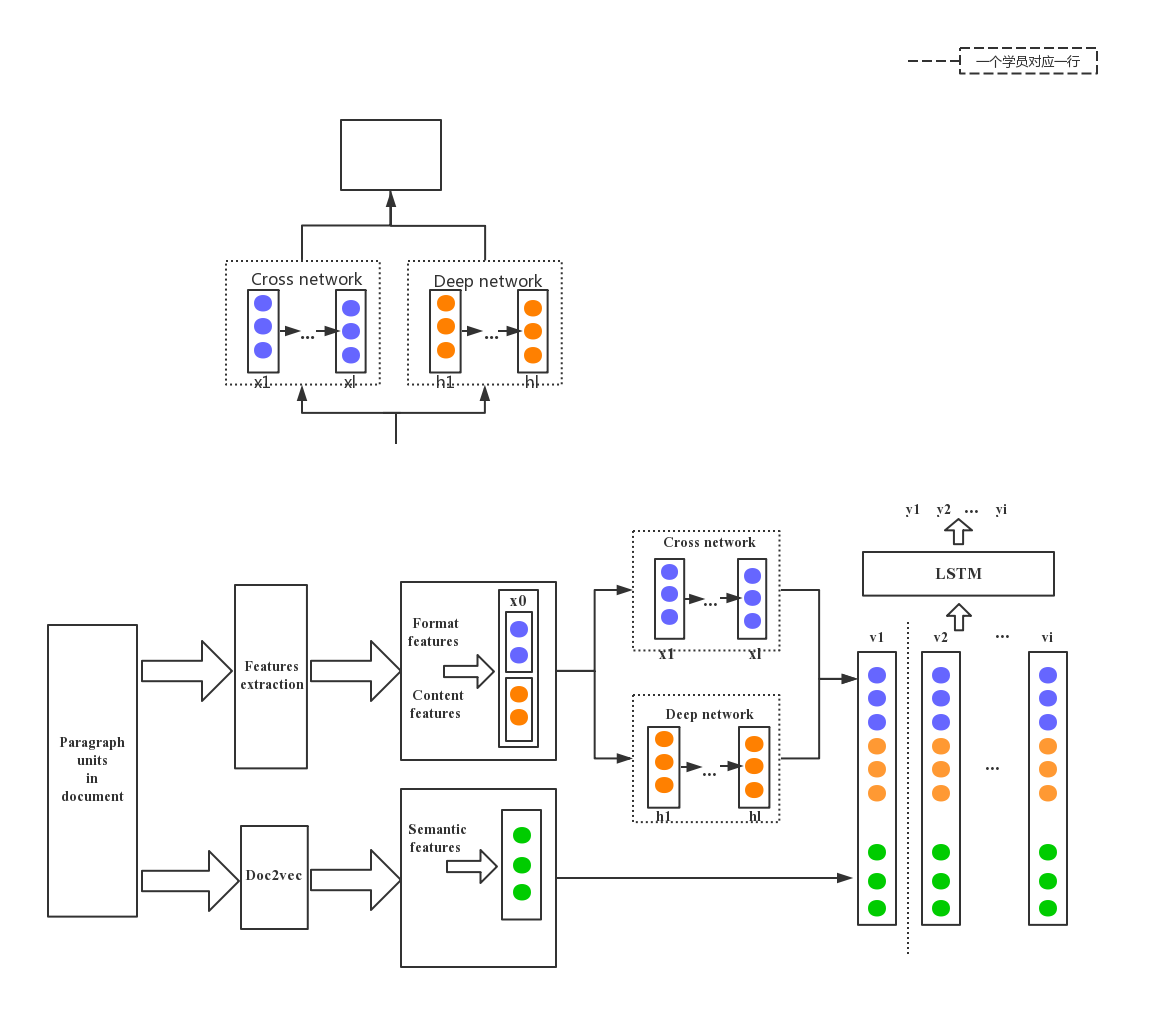 一个学员对应一行
Cross network
Deep network
...
...
x1
xl
h1
hl
y1 y2 ... yi
Cross network
LSTM
x0
Format
features
...
x1
xl
v1
v2
...
vi
Features
extraction
Content
features
Deep network
Paragraph
units
in
document
...
...
h1
hl
Semantic
features
Doc2vec